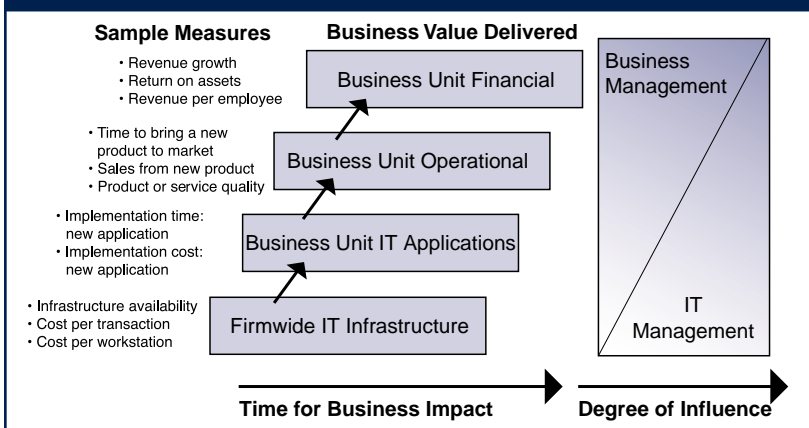 Sample Measures
Business Value Delivered
• Revenue growth
• Return on assets
• Revenue per employee
Business Unit Financial
• Time to bring a new
product to market
• Sales from new product
• Product or service quality
Business Unit Operational
• Implementation time:
new application
• Implementation cost:
new application
Business Unit IT Applications
• Infrastructure availability
• Cost per transaction
• Cost per workstation
Firmwide IT Infrastructure
Business
Management
IT
Management
Time for Business Impact
Degree of Influence